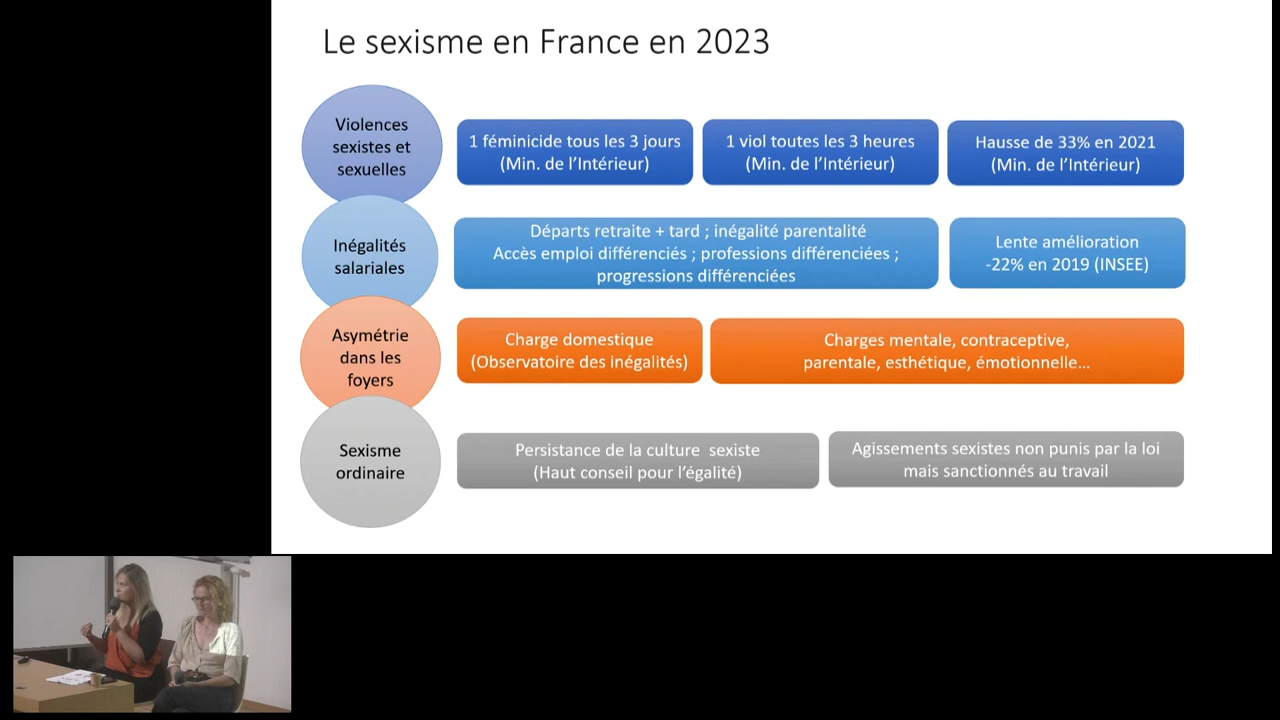 Le sexisme en France en 2023
Violences
sexistes et
sexuelles
1 féminicide tous les 3 jours
(Min. de l'Intérieur)
1 viol toutes les 3 heures
(Min. de l'Intérieur)
Hausse de 33% en 2021
(Min. de l'Intérieur)
Inégalités
salariales
Départs retraite + tard ; inégalité parentalité
Accès emploi différenciés ; professions différenciées ;
progressions différenciées
Lente amélioration
-22% en 2019 (INSEE)
Asymétrie
dans les
foyers
Charge domestique
(Observatoire des inégalités)
Charges mentale, contraceptive,
parentale, esthétique, émotionnelle...
Sexisme
ordinaire
Persistance de la culture  sexiste
(Haut conseil pour l'égalité)
Agissements sexistes non punis par la loi
mais sanctionnés au travail